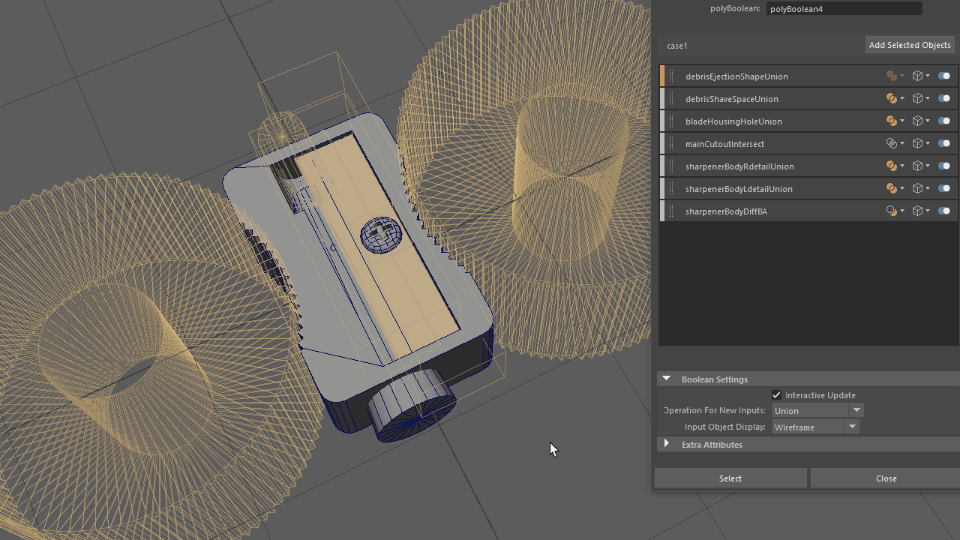 polyBoolean: polyBoolean4
case1
Add Selected Objects
debrisEjectionShapeUnion
debrisShaveSpaceUnion
bladeHousingHoleUnion
mainCutoutIntersect
sharpenerBodyRdetailUnion
sharpenerBodyLdetailUnion
sharpenerBodyDiffBA
Boolean Settings
Interactive Update
Operation For New Inputs: Union
Input Object Display: Wireframe
Extra Attributes
Select Close